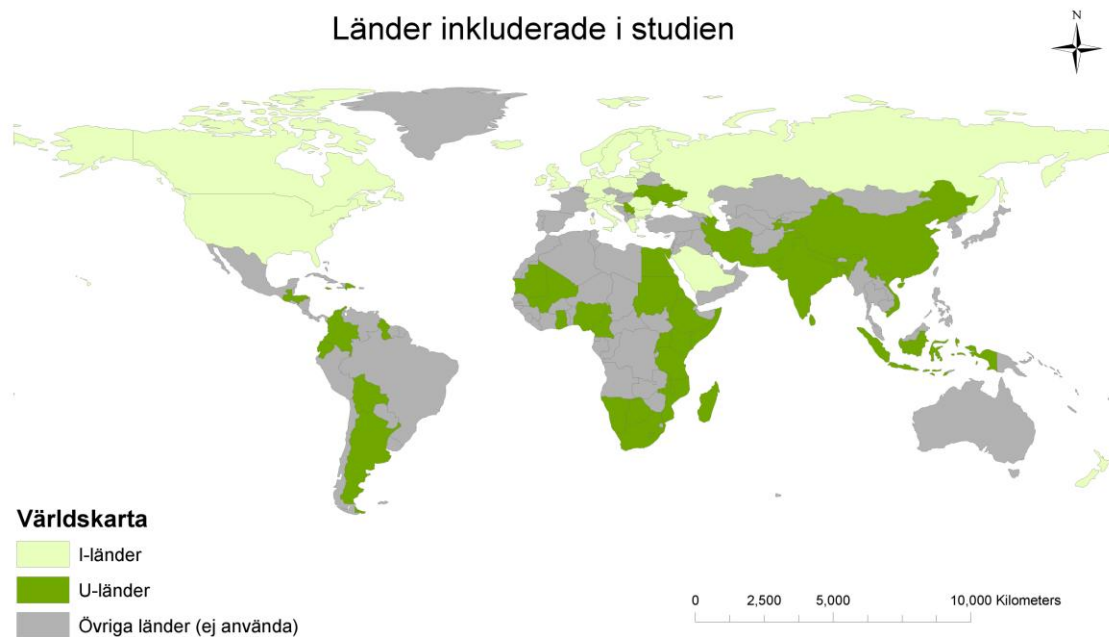 Länder inkluderade i studien
N
Världskarta
I-länder
U-länder
Övriga länder (ej använda)
0 2,500 5,000 10,000 Kilometers